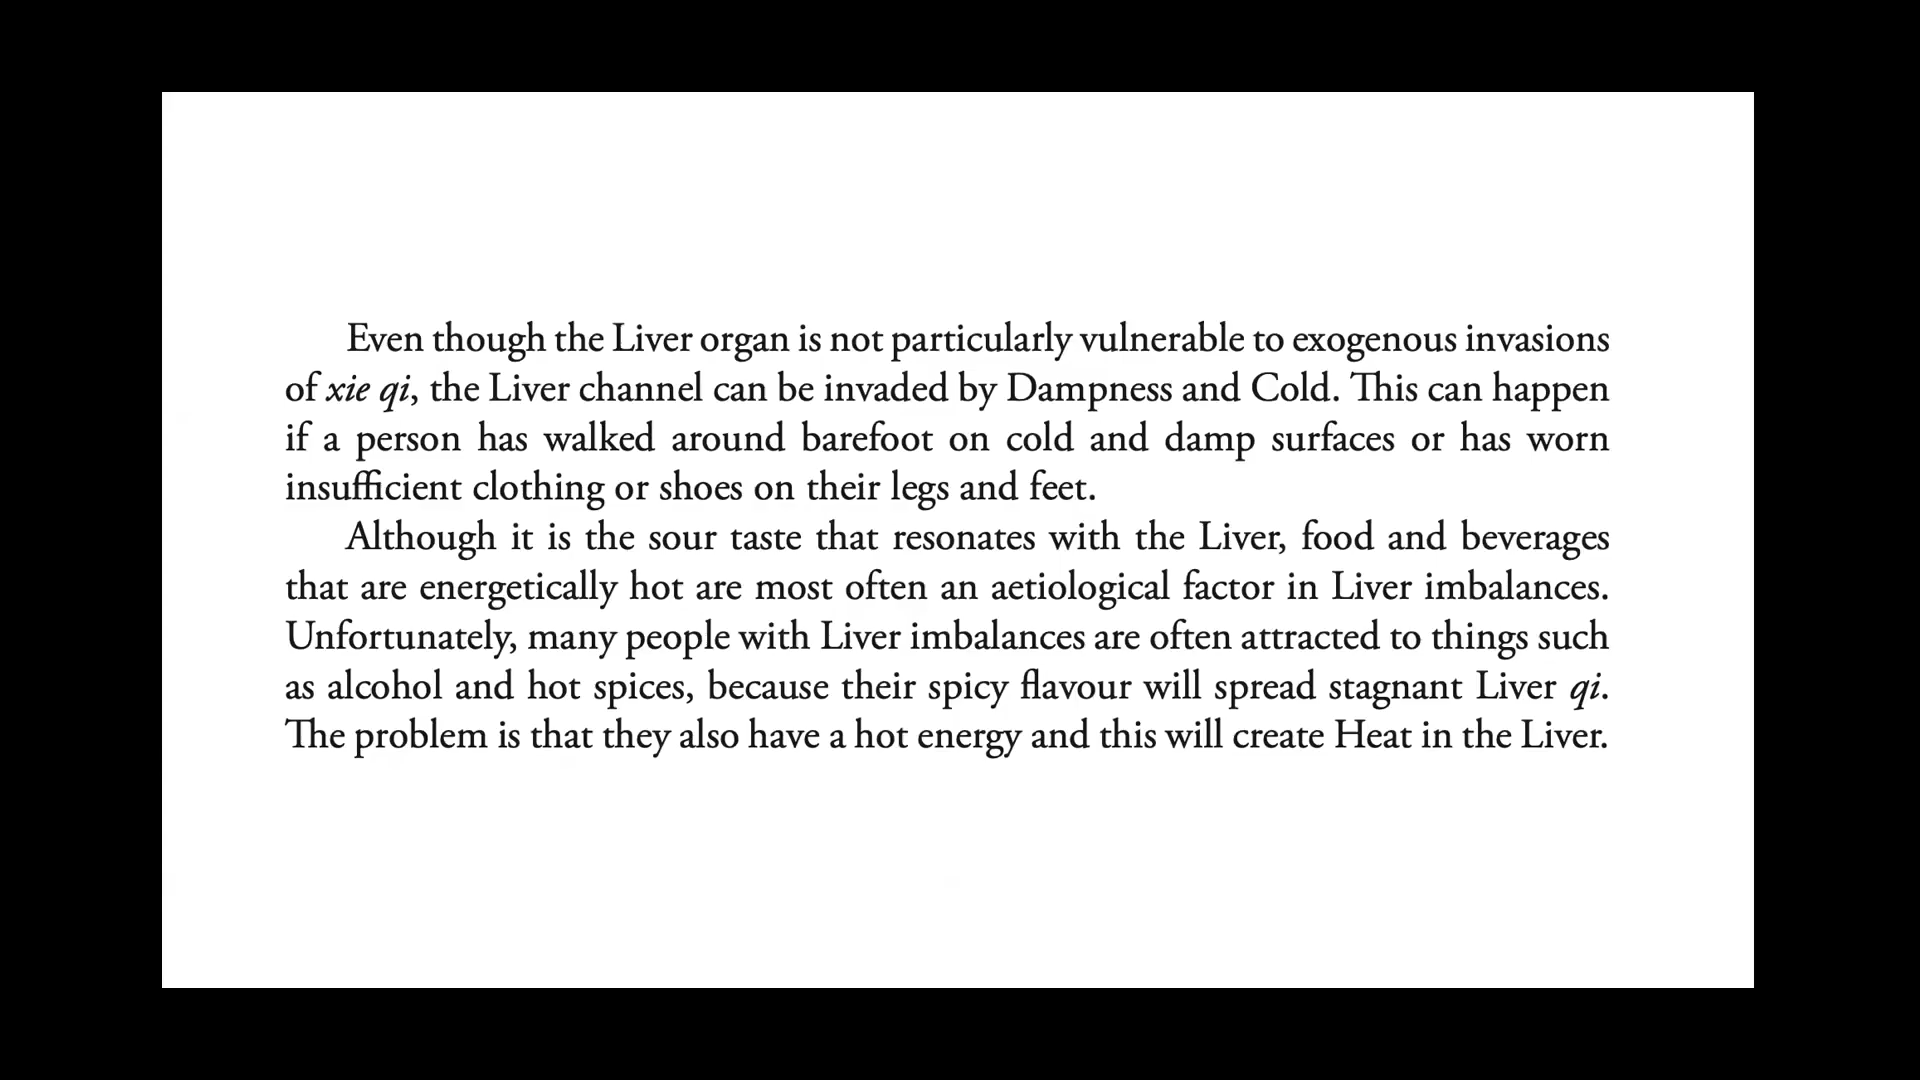 Even though the Liver organ is not particularly vulnerable to exogenous invasions
of xie qi, the Liver channel can be invaded by Dampness and Cold. This can happen
if a person has walked around barefoot on cold and damp surfaces or has worn
insufficient clothing or shoes on their legs and feet.
Although it is the sour taste that resonates with the Liver, food and beverages
that are energetically hot are most often an aetiological factor in Liver imbalances.
Unfortunately, many people with Liver imbalances are often attracted to things such
as alcohol and hot spices, because their spicy flavour will spread stagnant Liver qi.
The problem is that they also have a hot energy and this will create Heat in the Liver.